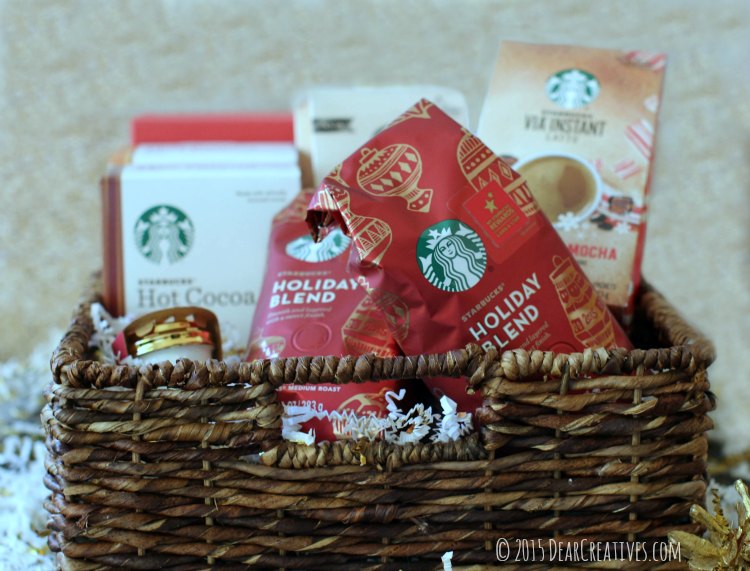 STARBUCKS
VIA INSTANT
LATTE
MOCHA
STARBUCKS
Hot Cocoa
STARBUCKS
HOLIDAY
BLEND
MEDIUM ROAST
283g
STARBUCKS
HOLIDAY
BLEND
©2015 DEARCREATIVES.COM